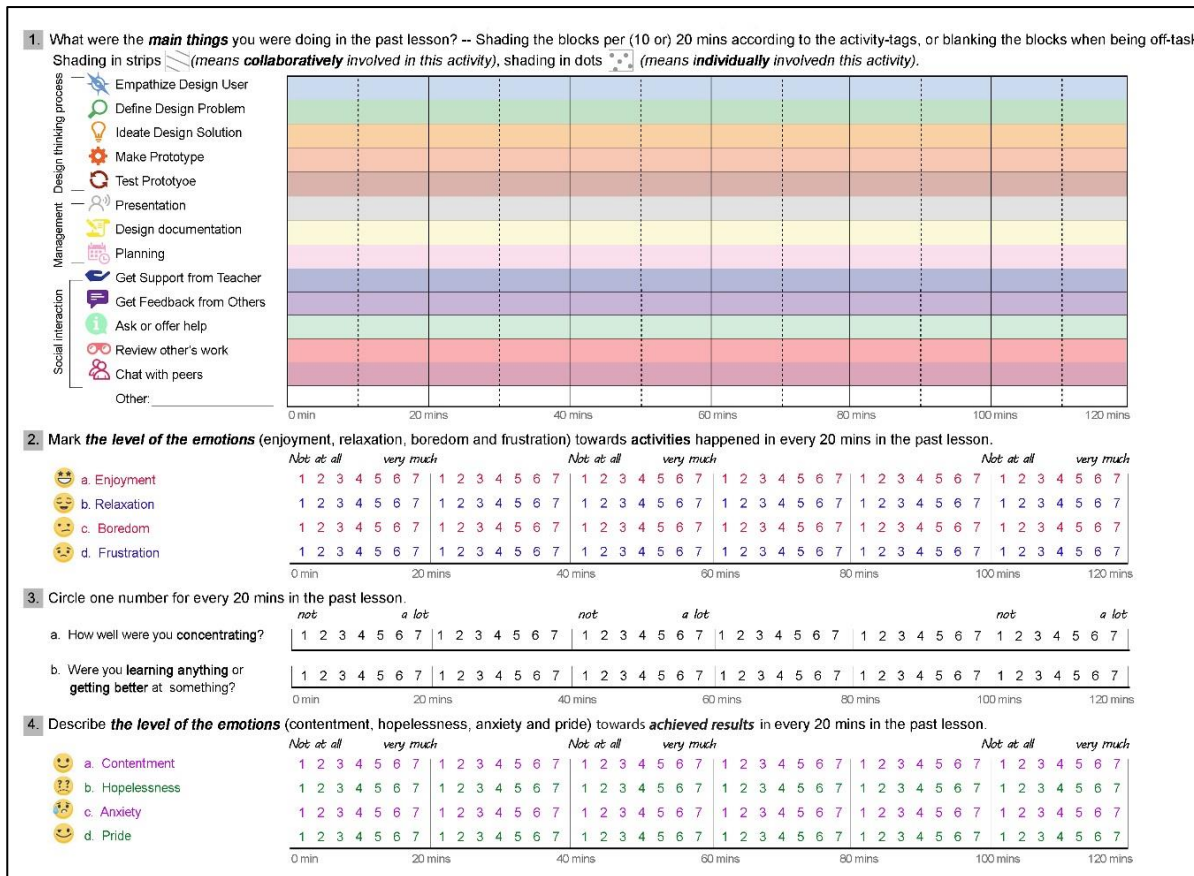 1. What were the main things you were doing in the past lesson? -- Shading the blocks per (10 or) 20 mins according to the activity-tags, or blanking the blocks when being off-task
Shading in strips (means collaboratively involved in this activity), shading in dots (means individually involvedn this activity).
Design thinking process
Empathize Design User
Define Design Problem
Ideate Design Solution
Make Prototype
Test Prototyoe
Management
Presentation
Design documentation
Planning
Social interaction
Get Support from Teacher
Get Feedback from Others
Ask or offer help
Review other's work
Chat with peers
Other:
0 min 20 mins 40 mins 60 mins 80 mins 100 mins 120 mins
2. Mark the level of the emotions (enjoyment, relaxation, boredom and frustration) towards activities happened in every 20 mins in the past lesson.
Not at all very much Not at all very much Not at all very much
a. Enjoyment 1 2 3 4 5 6 7 1 2 3 4 5 6 7 1 2 3 4 5 6 7 1 2 3 4 5 6 7 1 2 3 4 5 6 7 1 2 3 4 5 6 7
b. Relaxation 1 2 3 4 5 6 7 1 2 3 4 5 6 7 1 2 3 4 5 6 7 1 2 3 4 5 6 7 1 2 3 4 5 6 7 1 2 3 4 5 6 7
c. Boredom 1 2 3 4 5 6 7 1 2 3 4 5 6 7 1 2 3 4 5 6 7 1 2 3 4 5 6 7 1 2 3 4 5 6 7 1 2 3 4 5 6 7
d. Frustration 1 2 3 4 5 6 7 1 2 3 4 5 6 7 1 2 3 4 5 6 7 1 2 3 4 5 6 7 1 2 3 4 5 6 7 1 2 3 4 5 6 7
0 min 20 mins 40 mins 60 mins 80 mins 100 mins 120 mins
3. Circle one number for every 20 mins in the past lesson.
not a lot not a lot not a lot
a. How well were you concentrating? 1 2 3 4 5 6 7 1 2 3 4 5 6 7 1 2 3 4 5 6 7 1 2 3 4 5 6 7 1 2 3 4 5 6 7 1 2 3 4 5 6 7
b. Were you learning anything or
getting better at something? 1 2 3 4 5 6 7 1 2 3 4 5 6 7 1 2 3 4 5 6 7 1 2 3 4 5 6 7 1 2 3 4 5 6 7 1 2 3 4 5 6 7
0 min 20 mins 40 mins 60 mins 80 mins 100 mins 120 mins
4. Describe the level of the emotions (contentment, hopelessness, anxiety and pride) towards achieved results in every 20 mins in the past lesson.
Not at all very much Not at all very much Not at all very much
a. Contentment 1 2 3 4 5 6 7 1 2 3 4 5 6 7 1 2 3 4 5 6 7 1 2 3 4 5 6 7 1 2 3 4 5 6 7 1 2 3 4 5 6 7
b. Hopelessness 1 2 3 4 5 6 7 1 2 3 4 5 6 7 1 2 3 4 5 6 7 1 2 3 4 5 6 7 1 2 3 4 5 6 7 1 2 3 4 5 6 7
c. Anxiety 1 2 3 4 5 6 7 1 2 3 4 5 6 7 1 2 3 4 5 6 7 1 2 3 4 5 6 7 1 2 3 4 5 6 7 1 2 3 4 5 6 7
d. Pride 1 2 3 4 5 6 7 1 2 3 4 5 6 7 1 2 3 4 5 6 7 1 2 3 4 5 6 7 1 2 3 4 5 6 7 1 2 3 4 5 6 7
0 min 20 mins 40 mins 60 mins 80 mins 100 mins 120 mins